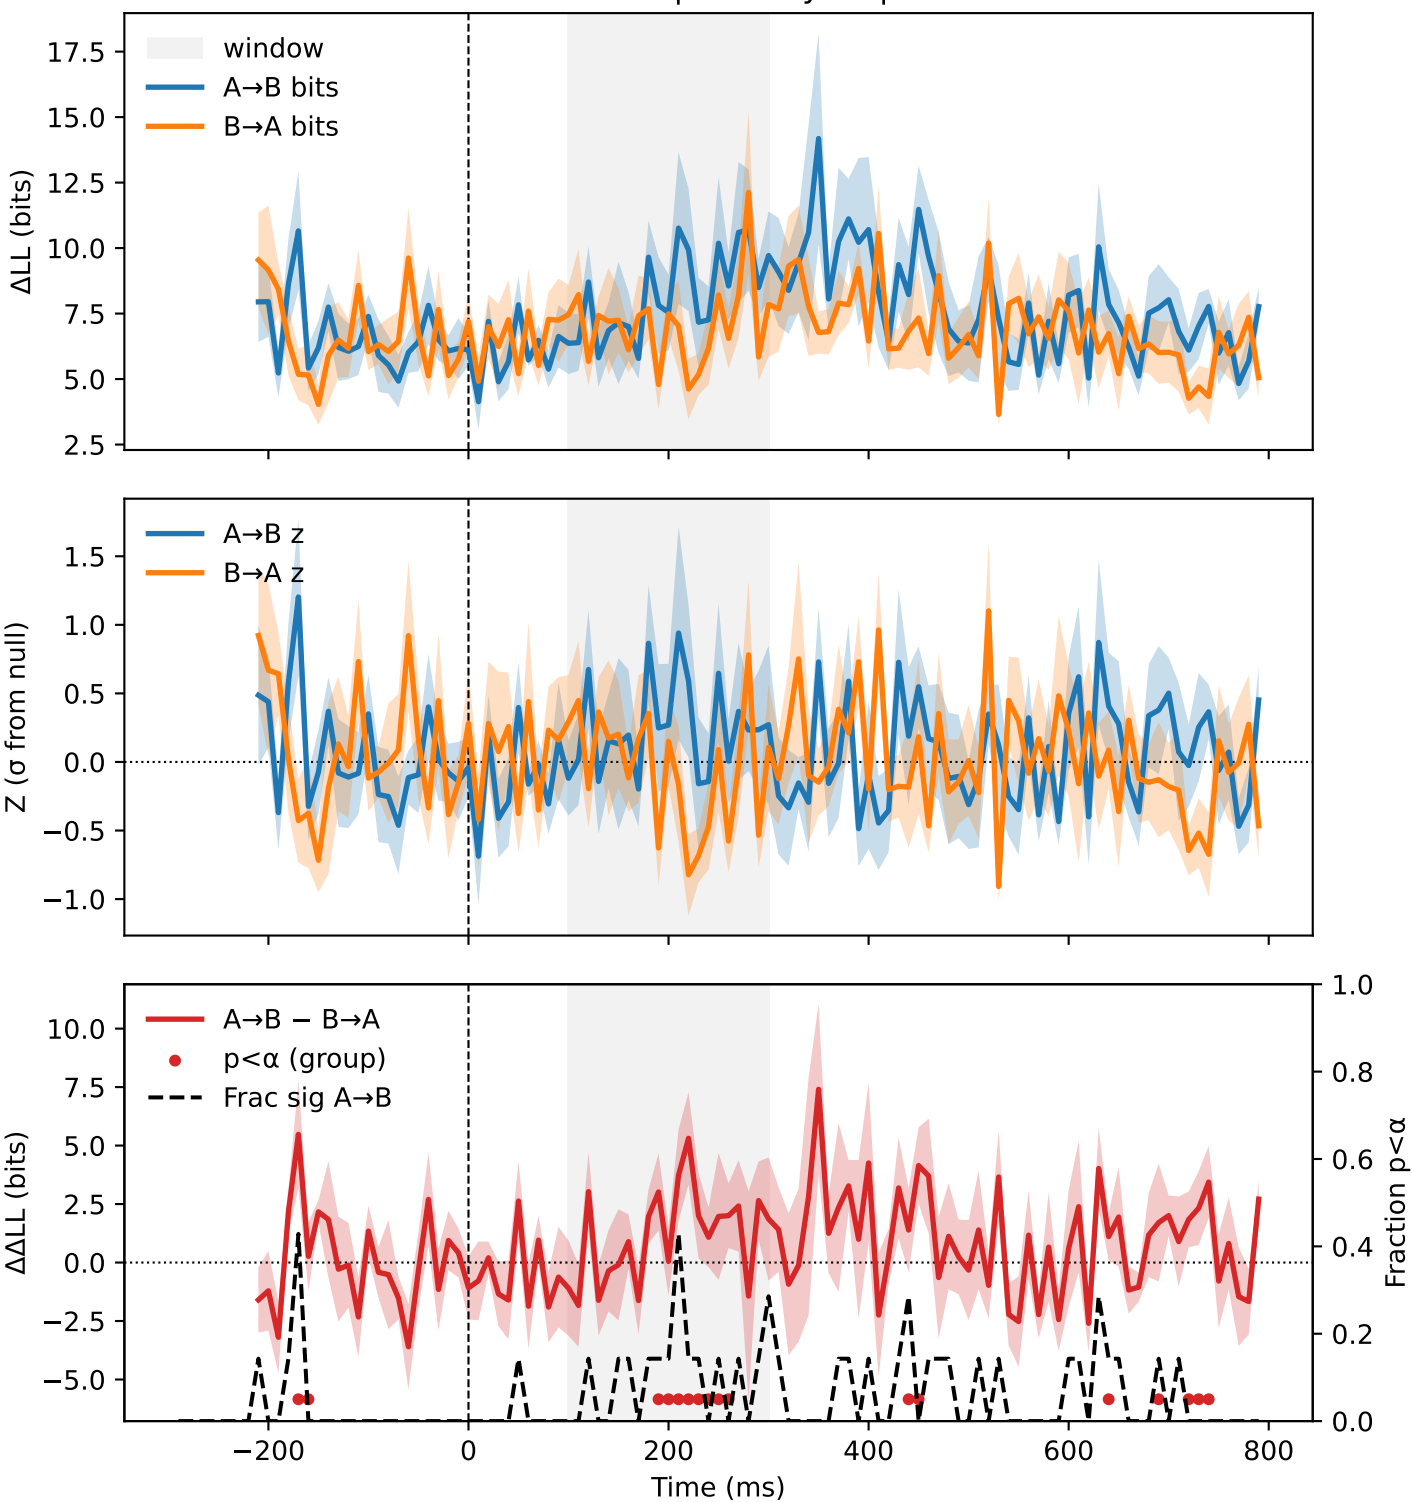 17.5
15.0
12.5
10.0
7.5
5.0
2.5
ΔLL (bits)
window
A→B bits
B→A bits
1.5
1.0
0.5
0.0
−0.5
−1.0
Z (σ from null)
A→B z
B→A z
10.0
7.5
5.0
2.5
0.0
−2.5
−5.0
ΔΔLL (bits)
A→B − B→A
p<α (group)
Frac sig A→B
1.0
0.8
0.6
0.4
0.2
0.0
Fraction p<α
−200 0 200 400 600 800
Time (ms)